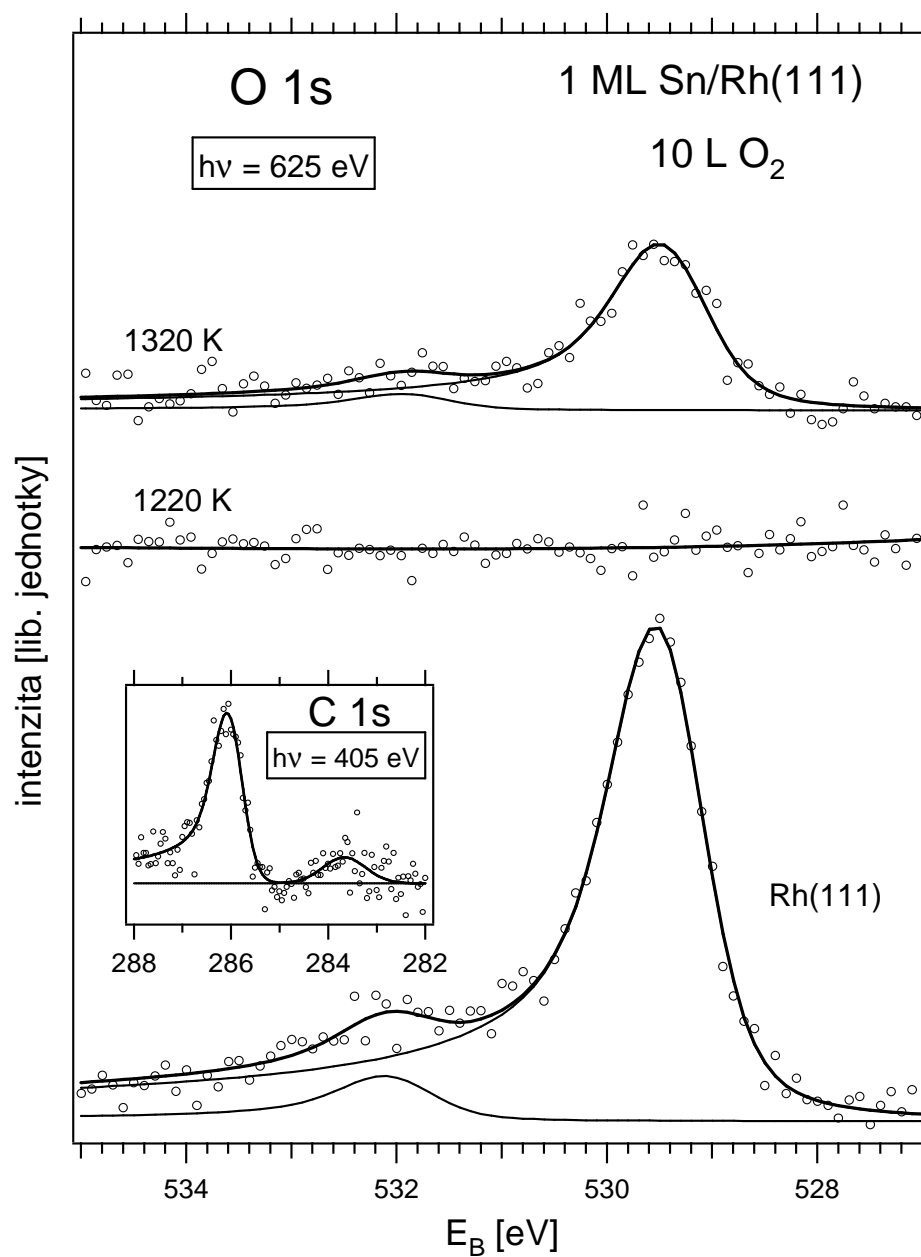 O 1s
1 ML Sn/Rh(111)
hν = 625 eV
10 L O₂
1320 K
1220 K
intenzita [lib. jednotky]
C 1s
hν = 405 eV
Rh(111)
288 286 284 282
534 532 530 528
E_B [eV]